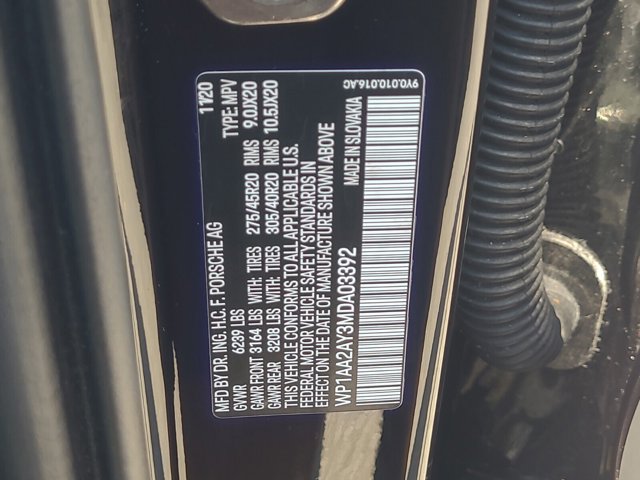 MFD BY DR. ING. H.C. F. PORSCHE AG 11/20
GVWR 6239 LBS TYPE: MPV
GAWR FRONT 3164 LBS WITH: TIRES 275/45R20 RIMS 9.0JX20
GAWR REAR 3208 LBS WITH: TIRES 305/40R20 RIMS 10.5JX20
THIS VEHICLE CONFORMS TO ALL APPLICABLE U.S.
FEDERAL MOTOR VEHICLE SAFETY STANDARDS IN
EFFECT ON THE DATE OF MANUFACTURE SHOWN ABOVE
WP1AA2AY3MDA03392 MADE IN SLOVAKIA
9Y0.010.016.AC